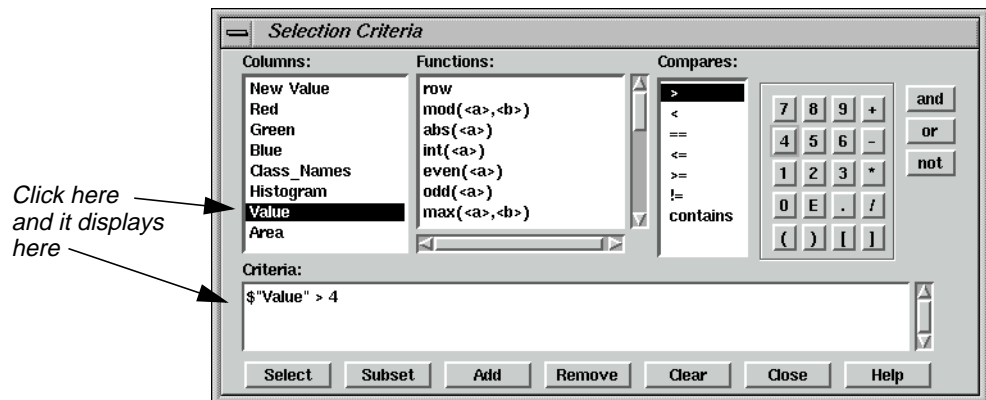 Selection Criteria
Columns:
Functions:
Compares:
New Value
Red
Green
Blue
Class_Names
Histogram
Value
Area
row
mod(<a>,<b>)
abs(<a>)
int(<a>)
even(<a>)
odd(<a>)
max(<a>,<b>)
>
<
==
<=
>=
!=
contains
7 8 9 +
4 5 6 -
1 2 3 *
0 E . /
( ) [ ]
and
or
not
Click here
and it displays
here
Criteria:
$"Value" > 4
Select Subset Add Remove Clear Close Help